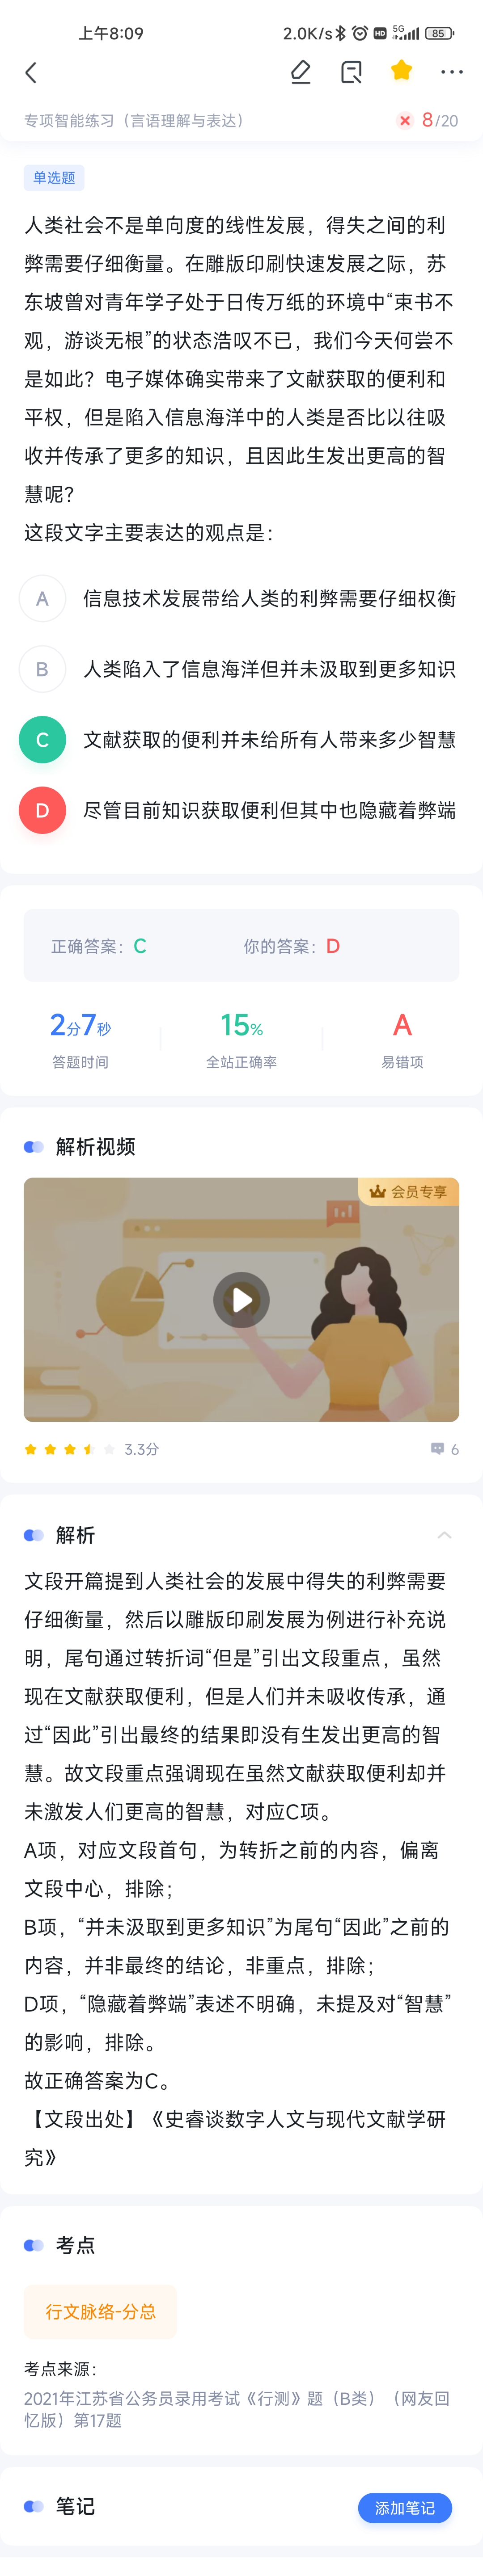 上午8:09
2.0K/s HD 5G 85
专项智能练习（言语理解与表达）
8/20
单选题
人类社会不是单向度的线性发展，得失之间的利
弊需要仔细衡量。在雕版印刷快速发展之际，苏
东坡曾对青年学子处于日传万纸的环境中“束书不
观，游谈无根”的状态浩叹不已，我们今天何尝不
是如此？电子媒体确实带来了文献获取的便利和
平权，但是陷入信息海洋中的人类是否比以往吸
收并传承了更多的知识，且因此生发出更高的智
慧呢？
这段文字主要表达的观点是：
A 信息技术发展带给人类的利弊需要仔细权衡
B 人类陷入了信息海洋但并未汲取到更多知识
C 文献获取的便利并未给所有人带来多少智慧
D 尽管目前知识获取便利但其中也隐藏着弊端
正确答案：C
你的答案：D
2分7秒
15%
A
答题时间
全站正确率
易错项
解析视频
会员专享
3.3分
6
解析
文段开篇提到人类社会的发展中得失的利弊需要
仔细衡量，然后以雕版印刷发展为例进行补充说
明，尾句通过转折词“但是”引出文段重点，虽然
现在文献获取便利，但是人们并未吸收传承，通
过“因此”引出最终的结果即没有生发出更高的智
慧。故文段重点强调现在虽然文献获取便利却并
未激发人们更高的智慧，对应C项。
A项，对应文段首句，为转折之前的内容，偏离
文段中心，排除；
B项，“并未汲取到更多知识”为尾句“因此”之前的
内容，并非最终的结论，非重点，排除；
D项，“隐藏着弊端”表述不明确，未提及对“智慧”
的影响，排除。
故正确答案为C。
【文段出处】《史睿谈数字人文与现代文献学研
究》
考点
行文脉络-分总
考点来源：
2021年江苏省公务员录用考试《行测》题（B类）（网友回
忆版）第17题
笔记
添加笔记